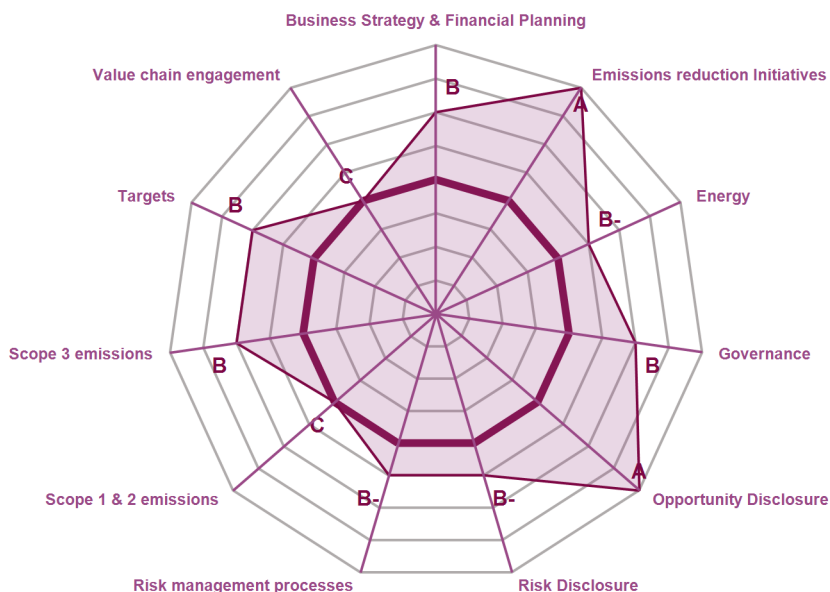 Business Strategy & Financial Planning
Value chain engagement
Emissions reduction Initiatives
B
A
C
Targets
B
B-
Energy
Scope 3 emissions
B
B
Governance
C
A
Scope 1 & 2 emissions
B-
B-
Opportunity Disclosure
Risk management processes
Risk Disclosure